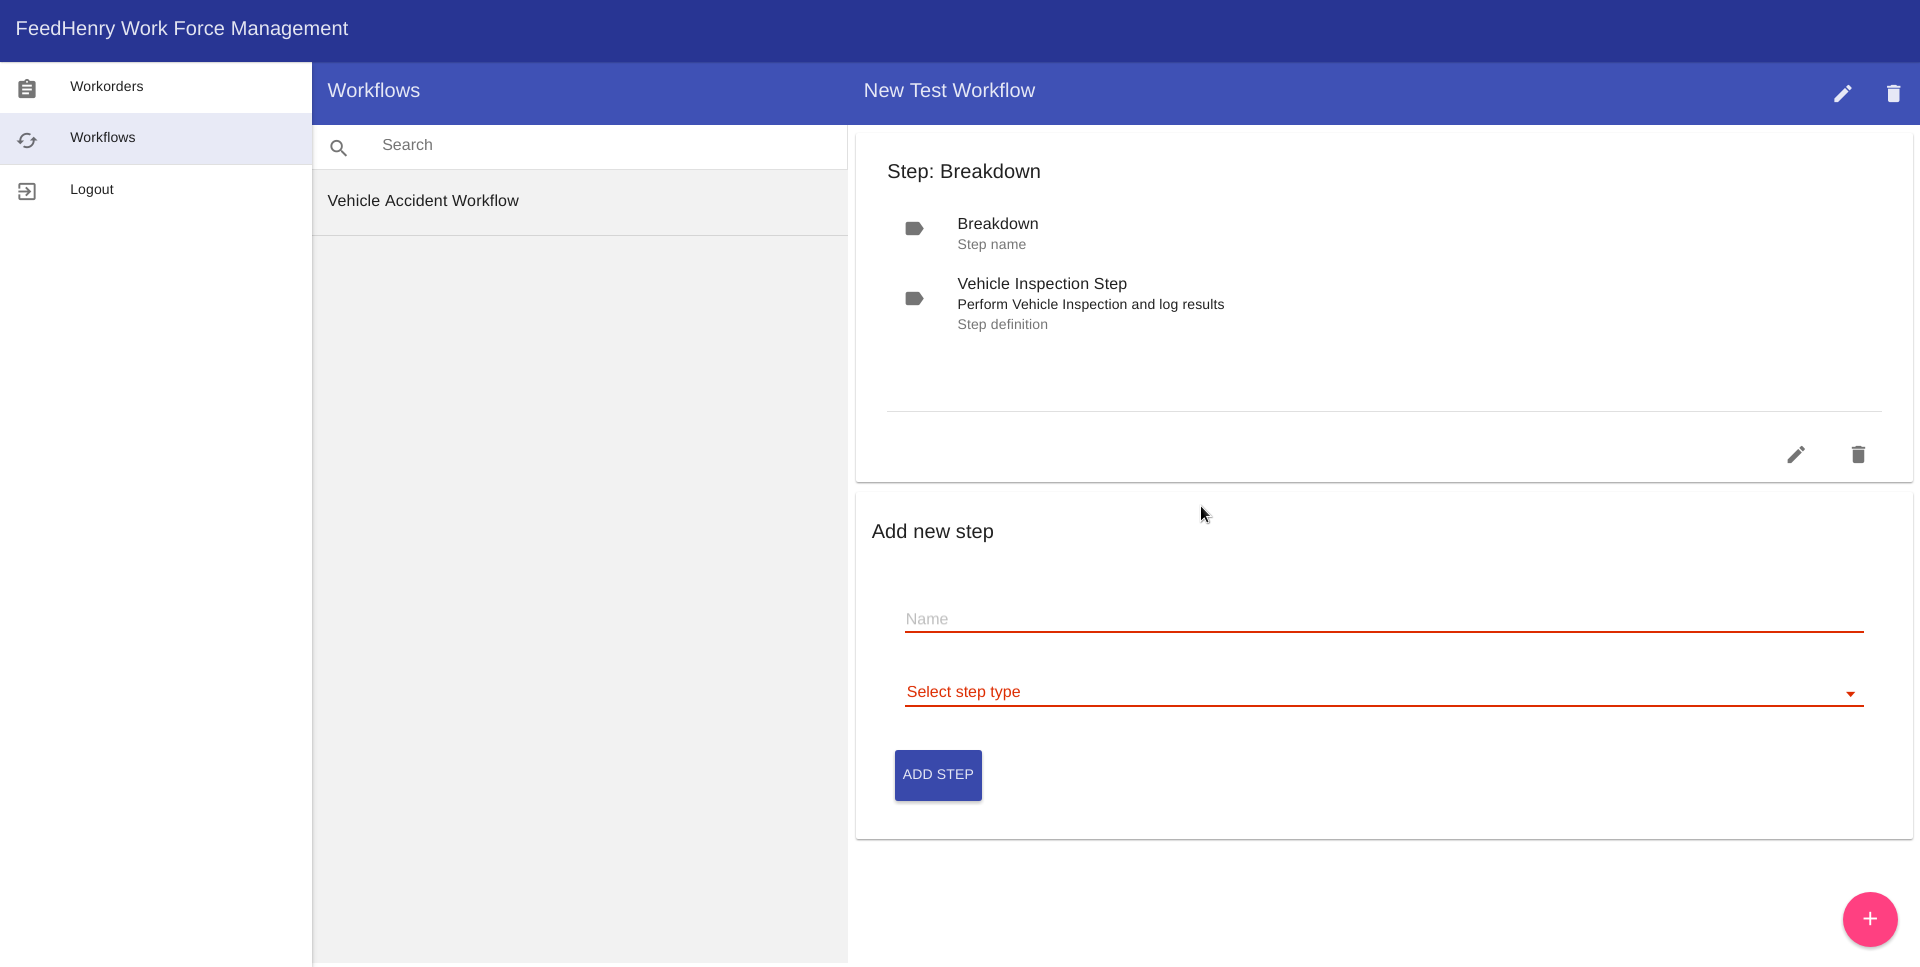 FeedHenry Work Force Management
Workorders
Workflows
Logout
Workflows
Search
Vehicle Accident Workflow
New Test Workflow
Step: Breakdown
Breakdown
Step name
Vehicle Inspection Step
Perform Vehicle Inspection and log results
Step definition
Add new step
Name
Select step type
ADD STEP